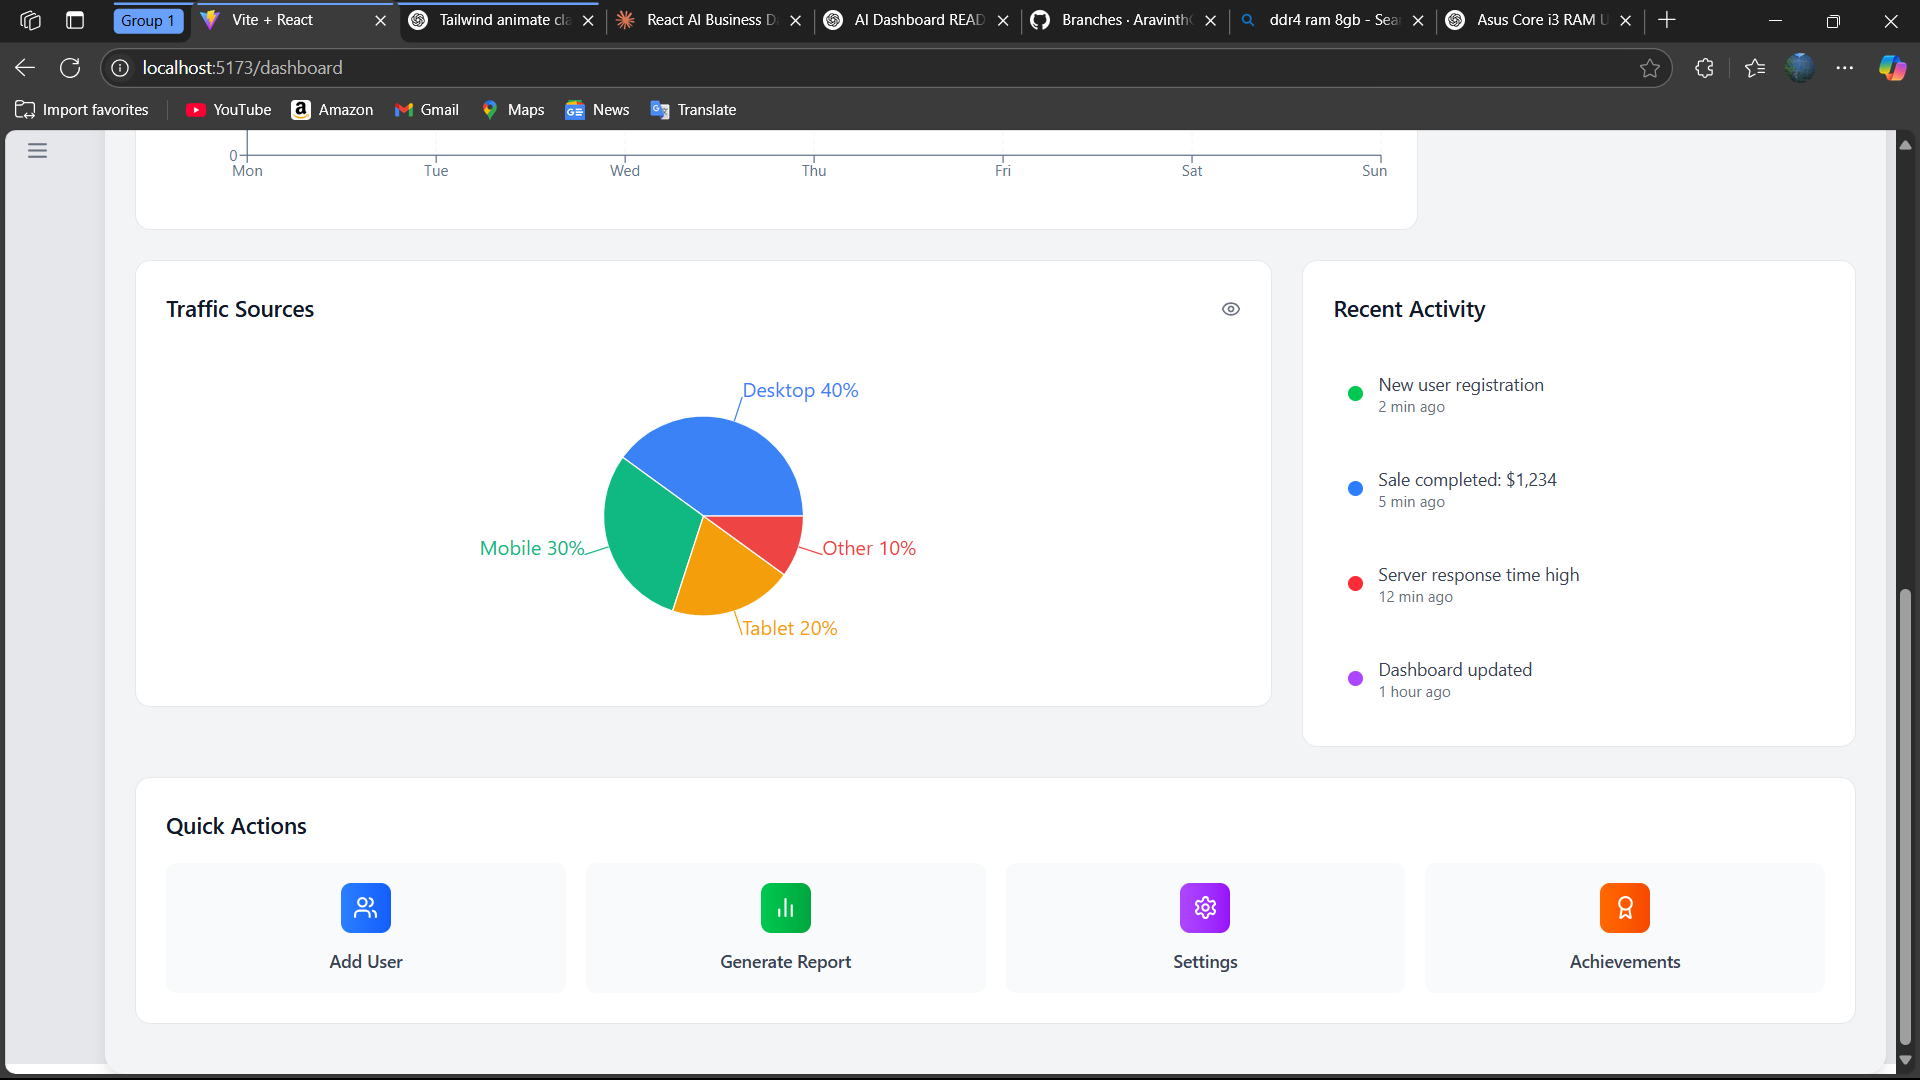 Group 1
Vite + React
Tailwind animate cla
React AI Business D
AI Dashboard READ
Branches · Aravinth
ddr4 ram 8gb - Sea
Asus Core i3 RAM U
localhost:5173/dashboard
Import favorites
YouTube
Amazon
Gmail
Maps
News
Translate
0
Mon Tue Wed Thu Fri Sat Sun
Traffic Sources
Desktop 40%
Mobile 30%
Other 10%
Tablet 20%
Recent Activity
New user registration
2 min ago
Sale completed: $1,234
5 min ago
Server response time high
12 min ago
Dashboard updated
1 hour ago
Quick Actions
Add User
Generate Report
Settings
Achievements